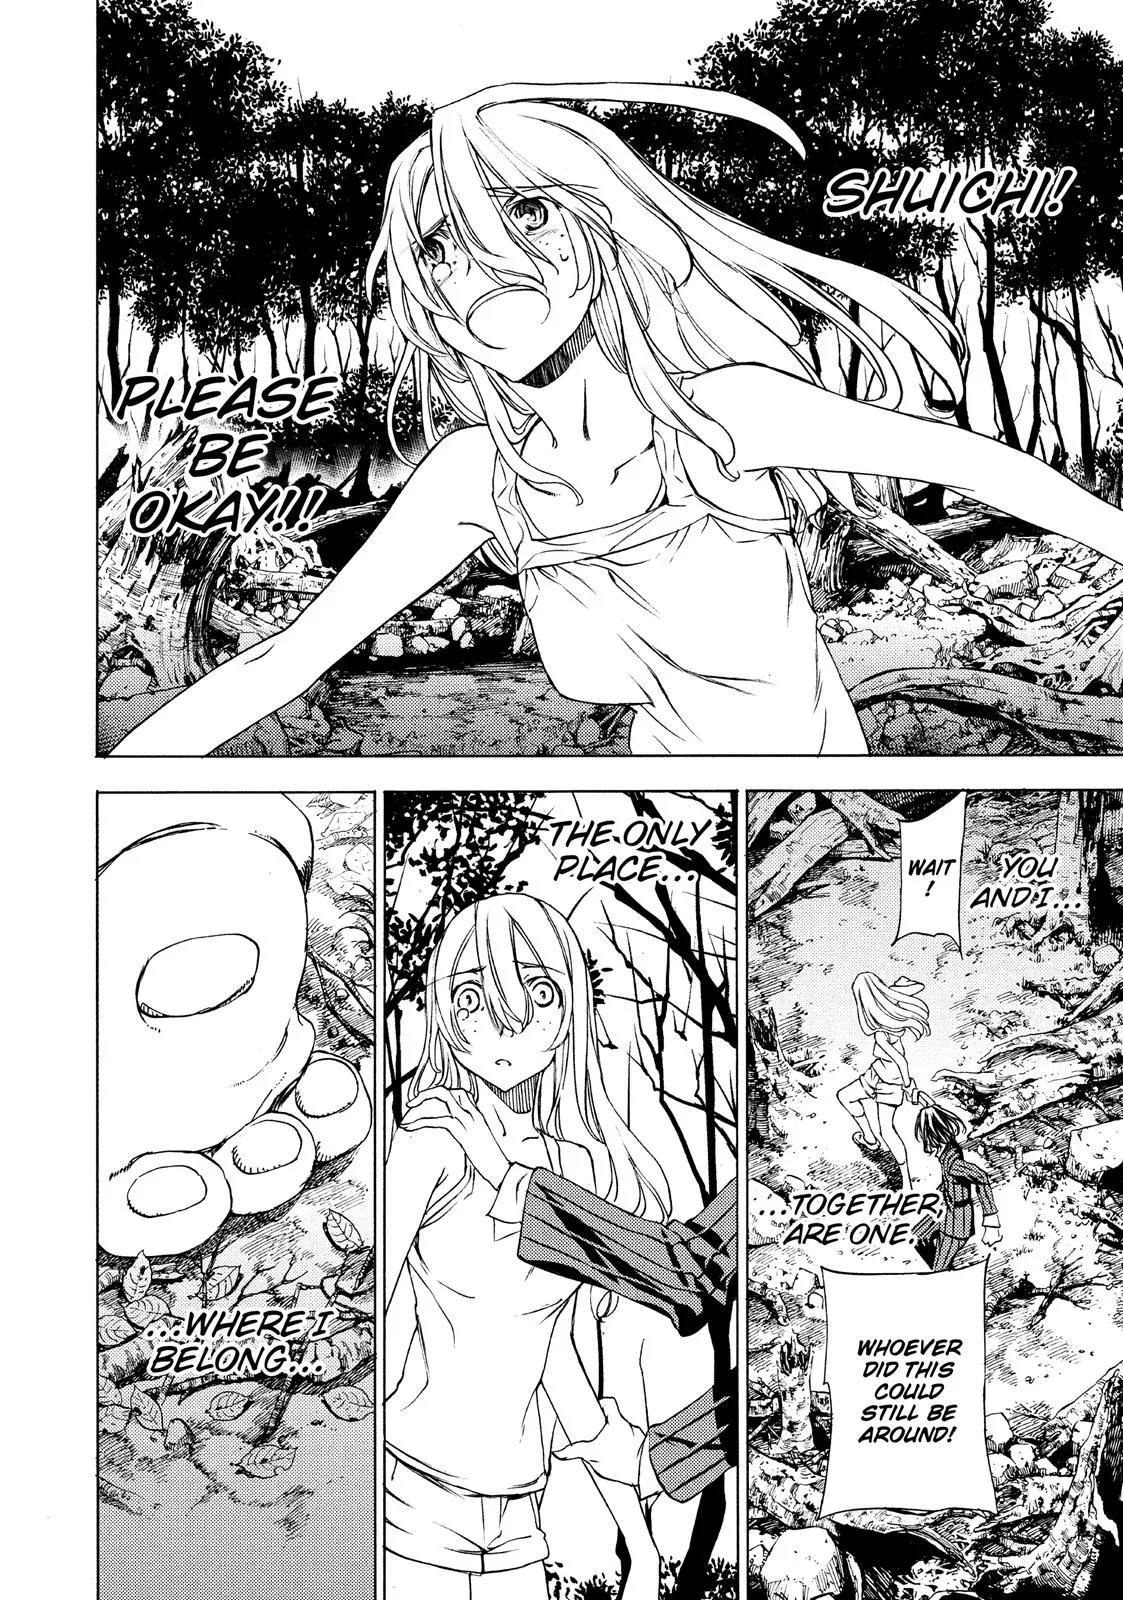 SHUICHI!
PLEASE
BE
OKAY!!
YOU
AND I...
WAIT
!
...TOGETHER,
ARE ONE.
WHOEVER
DID THIS
COULD
STILL BE
AROUND!
THE ONLY
PLACE...
...WHERE I
BELONG...